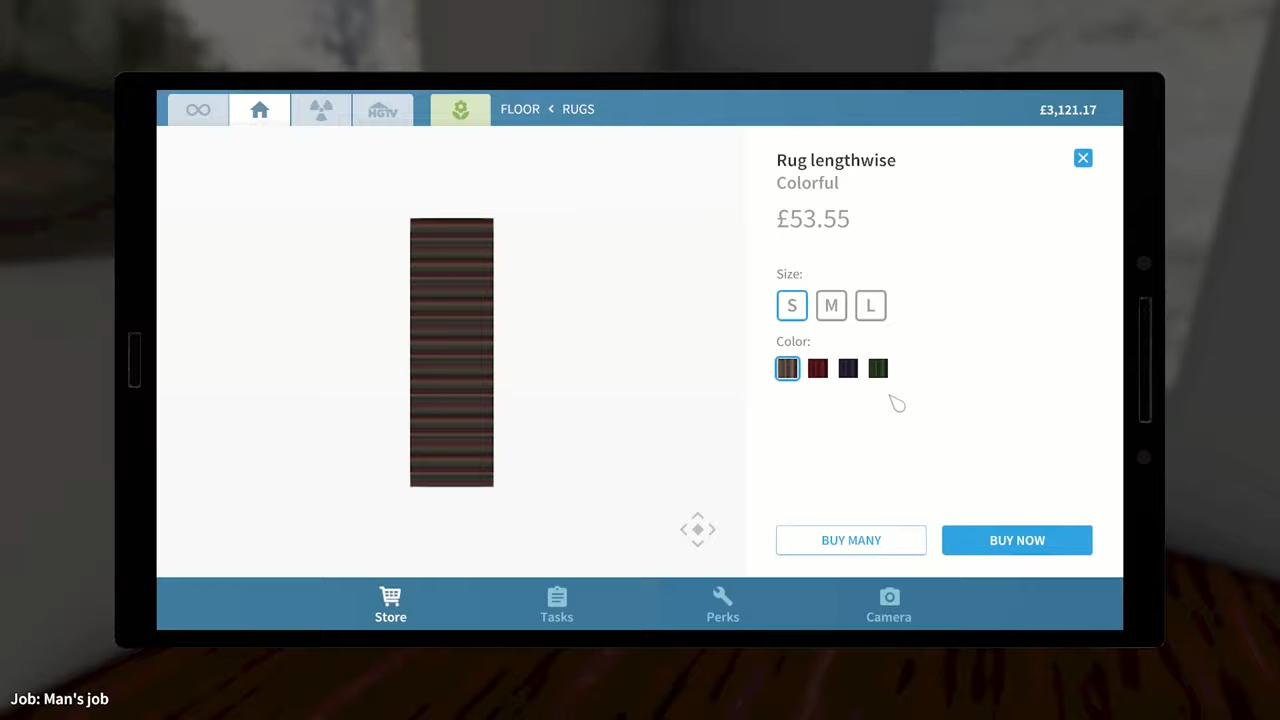 HGTV
FLOOR < RUGS
£3,121.17
Rug lengthwise
Colorful
£53.55
Size:
S M L
Color:
BUY MANY
BUY NOW
Store
Tasks
Perks
Camera
Job: Man's job